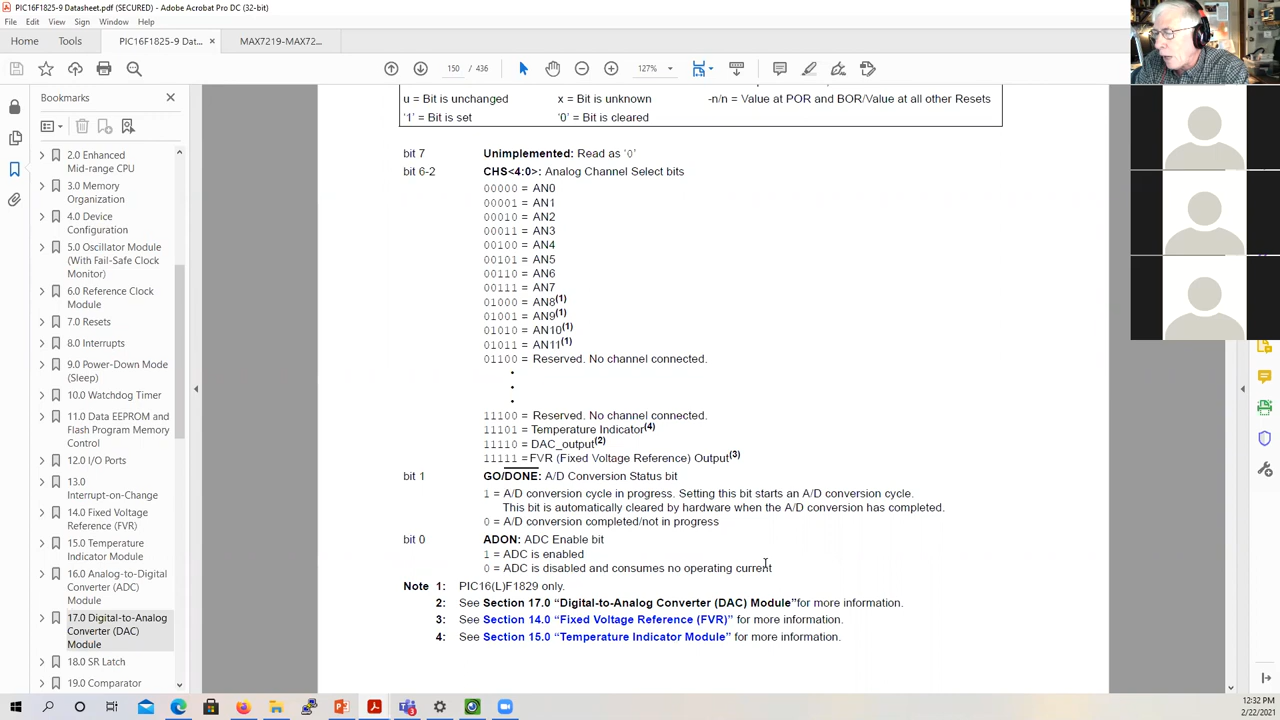 PIC16F1825-9 Datasheet.pdf (SECURED) - Adobe Acrobat Pro DC (32-bit)
File Edit View Sign Window Help
Home Tools PIC16F1825-9 Dat... × MAX7219-MAX72...
150 / 436 127%
Bookmarks
2.0 Enhanced
Mid-range CPU
3.0 Memory
Organization
4.0 Device
Configuration
5.0 Oscillator Module
(With Fail-Safe Clock
Monitor)
6.0 Reference Clock
Module
7.0 Resets
8.0 Interrupts
9.0 Power-Down Mode
(Sleep)
10.0 Watchdog Timer
11.0 Data EEPROM and
Flash Program Memory
Control
12.0 I/O Ports
13.0
Interrupt-on-Change
14.0 Fixed Voltage
Reference (FVR)
15.0 Temperature
Indicator Module
16.0 Analog-to-Digital
Converter (ADC)
Module
17.0 Digital-to-Analog
Converter (DAC)
Module
18.0 SR Latch
19.0 Comparator
u = Bit is unchanged x = Bit is unknown -n/n = Value at POR and BOR/Value at all other Resets
'1' = Bit is set '0' = Bit is cleared
bit 7 Unimplemented: Read as '0'
bit 6-2 CHS<4:0>: Analog Channel Select bits
00000 = AN0
00001 = AN1
00010 = AN2
00011 = AN3
00100 = AN4
00101 = AN5
00110 = AN6
00111 = AN7
01000 = AN8(1)
01001 = AN9(1)
01010 = AN10(1)
01011 = AN11(1)
01100 = Reserved. No channel connected.
•
•
•
11100 = Reserved. No channel connected.
11101 = Temperature Indicator(4)
11110 = DAC_output(2)
11111 = FVR (Fixed Voltage Reference) Output(3)
bit 1 GO/DONE: A/D Conversion Status bit
1 = A/D conversion cycle in progress. Setting this bit starts an A/D conversion cycle.
This bit is automatically cleared by hardware when the A/D conversion has completed.
0 = A/D conversion completed/not in progress
bit 0 ADON: ADC Enable bit
1 = ADC is enabled
0 = ADC is disabled and consumes no operating current
Note 1: PIC16(L)F1829 only.
2: See Section 17.0 “Digital-to-Analog Converter (DAC) Module”for more information.
3: See Section 14.0 “Fixed Voltage Reference (FVR)” for more information.
4: See Section 15.0 “Temperature Indicator Module” for more information.
12:32 PM
2/22/2021